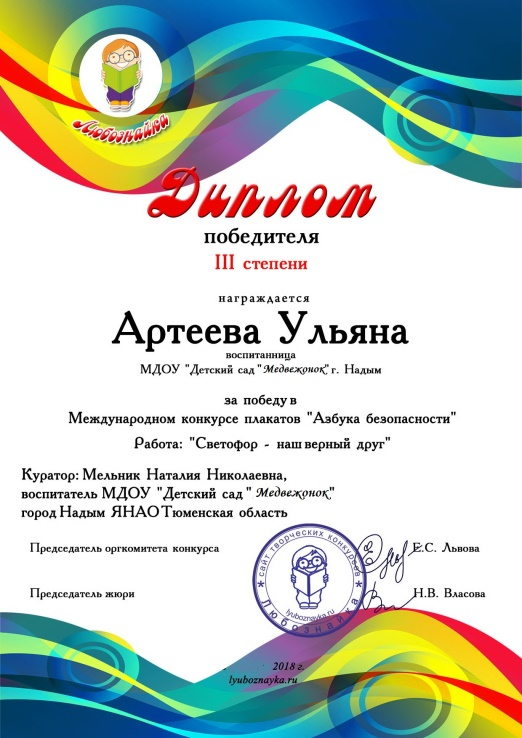 Любознайка
Диплом
победителя
III степени
награждается
Артеева Ульяна
воспитанница
МДОУ "Детский сад "Медвежонок" г. Надым
за победу в
Международном конкурсе плакатов "Азбука безопасности"
Работа: "Светофор - наш верный друг"
Куратор: Мельник Наталия Николаевна,
воспитатель МДОУ "Детский сад "Медвежонок"
город Надым ЯНАО Тюменская область
Председатель оргкомитета конкурса Е.С. Львова
сайт творческих конкурсов
lyuboznayka.ru
Любознайка
Председатель жюри Н.В. Власова
2018 г.
lyuboznayka.ru